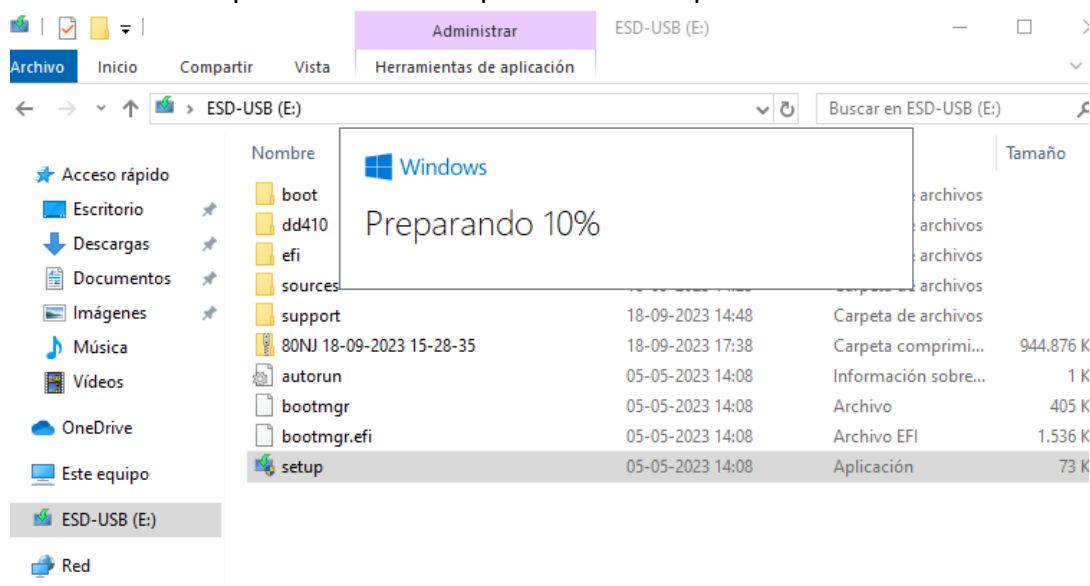 Administrar
ESD-USB (E:)
Archivo Inicio Compartir Vista Herramientas de aplicación
ESD-USB (E:)
Buscar en ESD-USB (E:)
Nombre Tamaño
Windows
Preparando 10%
Acceso rápido
Escritorio
Descargas
Documentos
Imágenes
Música
Vídeos
OneDrive
Este equipo
ESD-USB (E:)
Red
boot archivos
dd410 archivos
efi archivos
sources archivos
support 18-09-2023 14:48 Carpeta de archivos
80NJ 18-09-2023 15-28-35 18-09-2023 17:38 Carpeta comprimi... 944.876 K
autorun 05-05-2023 14:08 Información sobre... 1 K
bootmgr 05-05-2023 14:08 Archivo 405 K
bootmgr.efi 05-05-2023 14:08 Archivo EFI 1.536 K
setup 05-05-2023 14:08 Aplicación 73 K